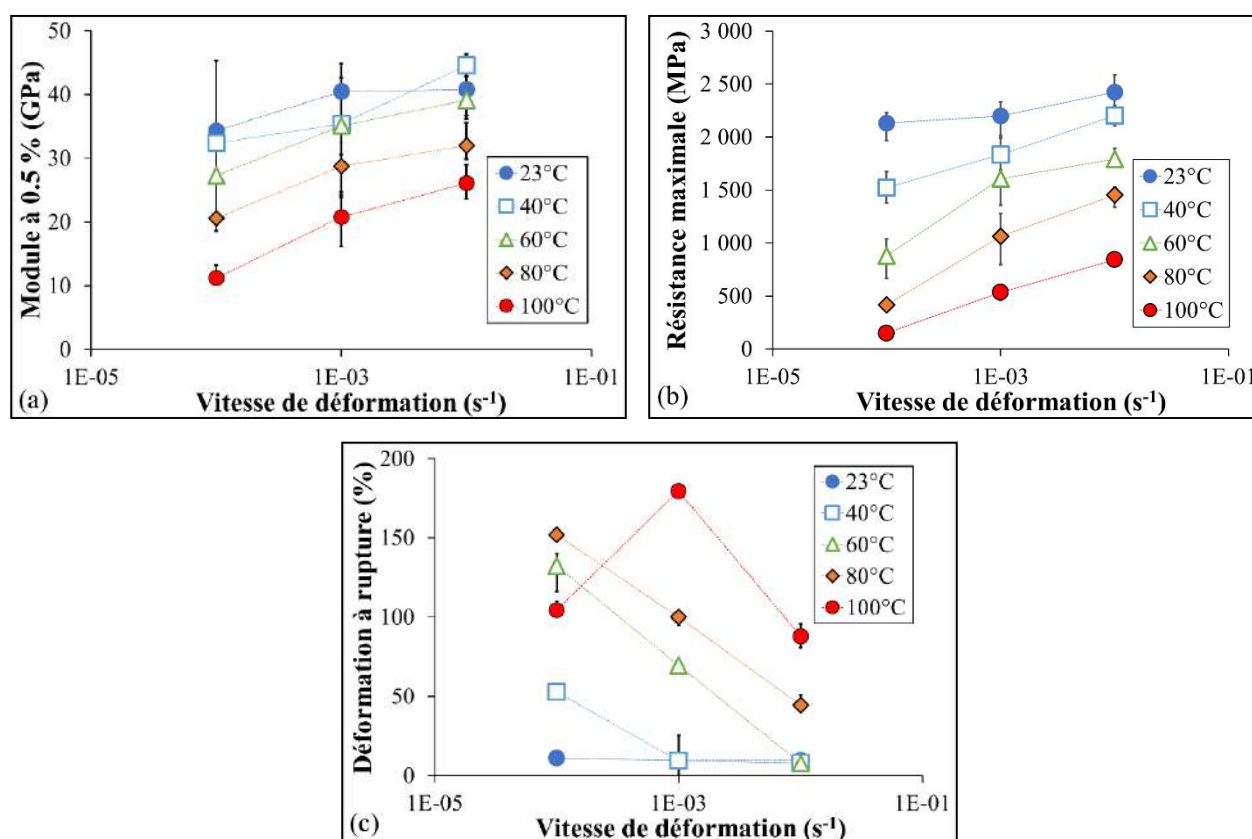 50
40
30
20
10
0
Module à 0.5 % (GPa)
23°C
40°C
60°C
80°C
100°C
1E-05 1E-03 1E-01
(a) Vitesse de déformation (s⁻¹)
3 000
2 500
2 000
1 500
1 000
500
0
Résistance maximale (MPa)
23°C
40°C
60°C
80°C
100°C
1E-05 1E-03 1E-01
(b) Vitesse de déformation (s⁻¹)
200
150
100
50
0
Déformation à rupture (%)
23°C
40°C
60°C
80°C
100°C
1E-05 1E-03 1E-01
(c) Vitesse de déformation (s⁻¹)